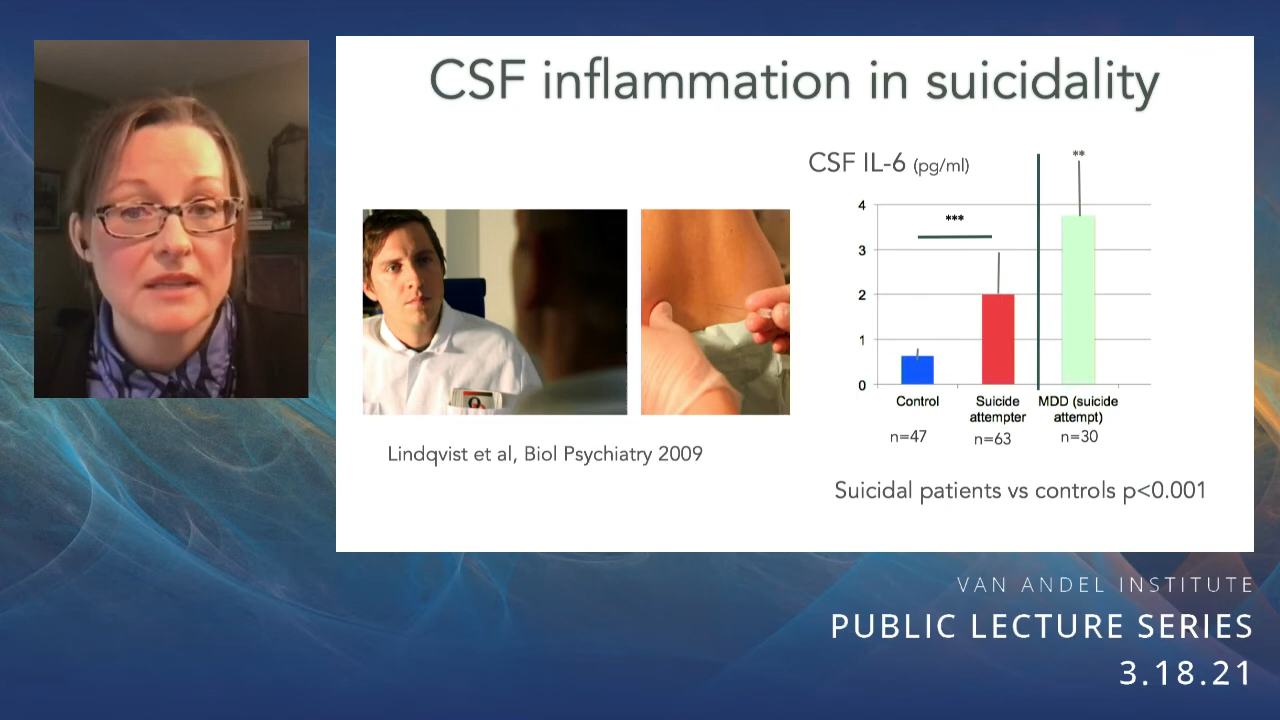 CSF inflammation in suicidality
CSF IL-6 (pg/ml)
**
***
4
3
2
1
0
Control
Suicide attempter
MDD (suicide attempt)
n=47
n=63
n=30
Lindqvist et al, Biol Psychiatry 2009
Suicidal patients vs controls p<0.001
VAN ANDEL INSTITUTE
PUBLIC LECTURE SERIES
3.18.21